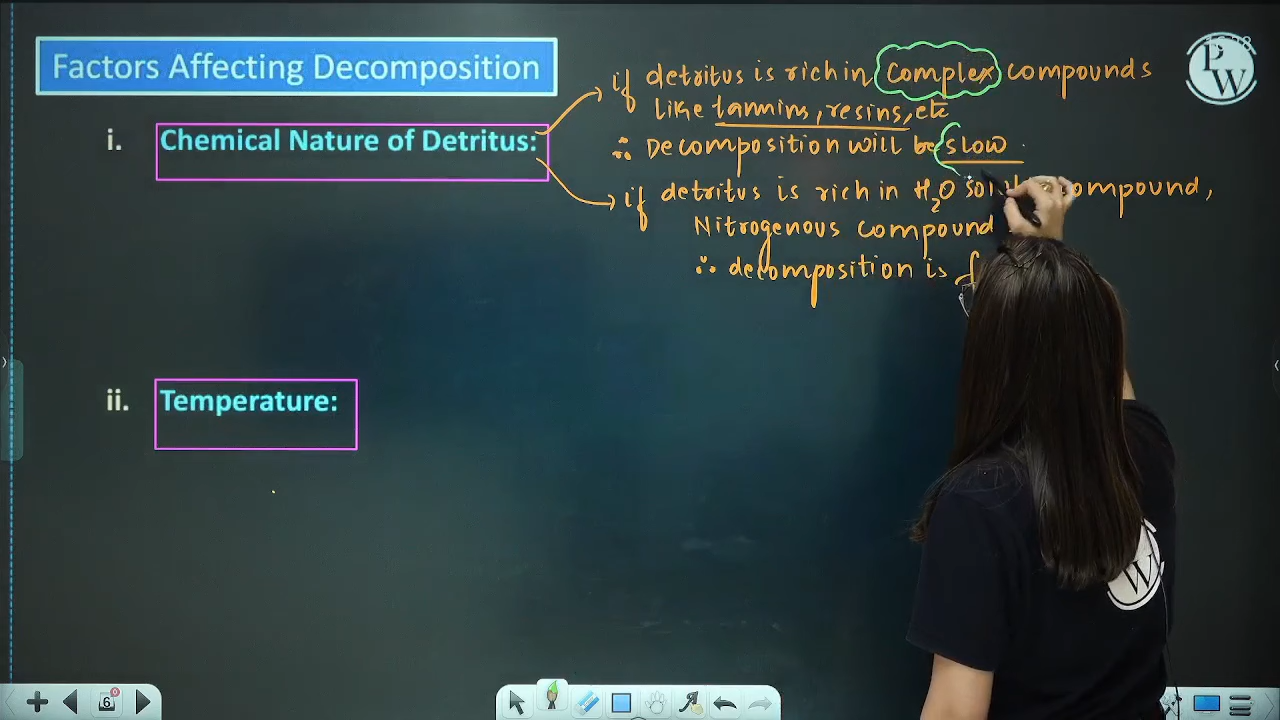 Factors Affecting Decomposition
i. Chemical Nature of Detritus:
if detritus is rich in complex compounds
like tannins, resins, etc
∴ Decomposition will be slow.
if detritus is rich in H₂O compound,
Nitrogenous compound
∴ decomposition is
ii. Temperature:
P
W
W
6